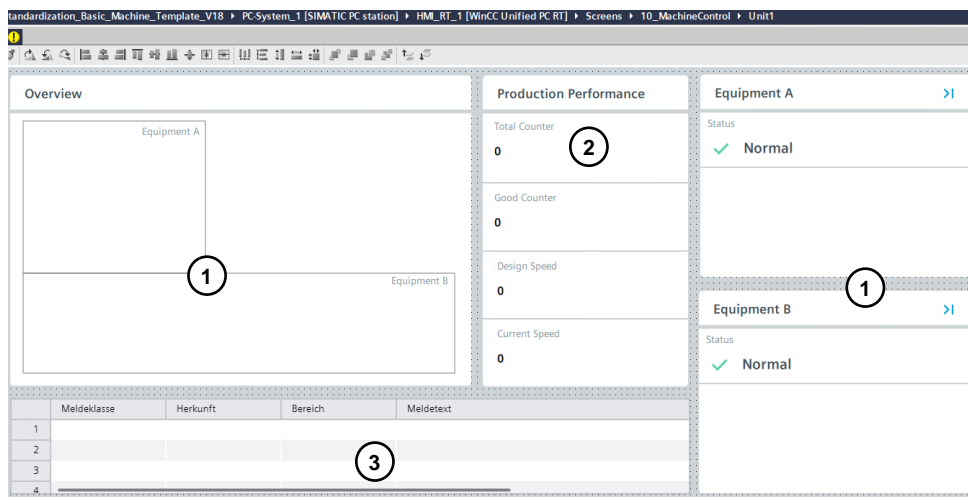 tandardization_Basic_Machine_Template_V18 ▸ PC-System_1 [SIMATIC PC station] ▸ HMI_RT_1 [WinCC Unified PC RT] ▸ Screens ▸ 10_MachineControl ▸ Unit1
Overview
Equipment A
1
Equipment B
Production Performance
Total Counter
0
2
Good Counter
0
Design Speed
0
Current Speed
0
Equipment A
Status
Normal
1
Equipment B
Status
Normal
Meldeklasse Herkunft Bereich Meldetext
1
2
3
3
4